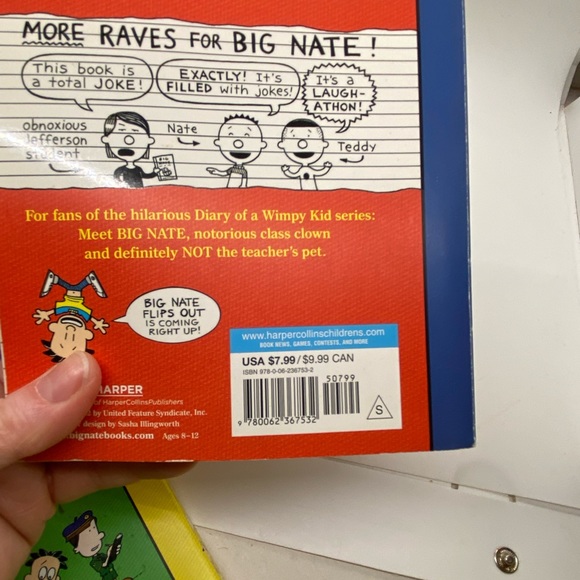 MORE RAVES FOR BIG NATE!
This book is
a total JOKE!
EXACTLY! It's
FILLED with jokes!
It's a
LAUGH-
ATHON!
obnoxious
Jefferson
student
Nate
Teddy
For fans of the hilarious Diary of a Wimpy Kid series:
Meet BIG NATE, notorious class clown
and definitely NOT the teacher's pet.
BIG NATE
FLIPS OUT
IS COMING
RIGHT UP!
www.harpercollinschildrens.com
BOOK NEWS, GAMES, CONTESTS, AND MORE
USA $7.99 / $9.99 CAN
ISBN 978-0-06-236753-2
50799
9 780062 367532
S
HARPER
of HarperCollinsPublishers
by United Feature Syndicate, Inc.
design by Sasha Illingworth
bignatebooks.com Ages 8-12